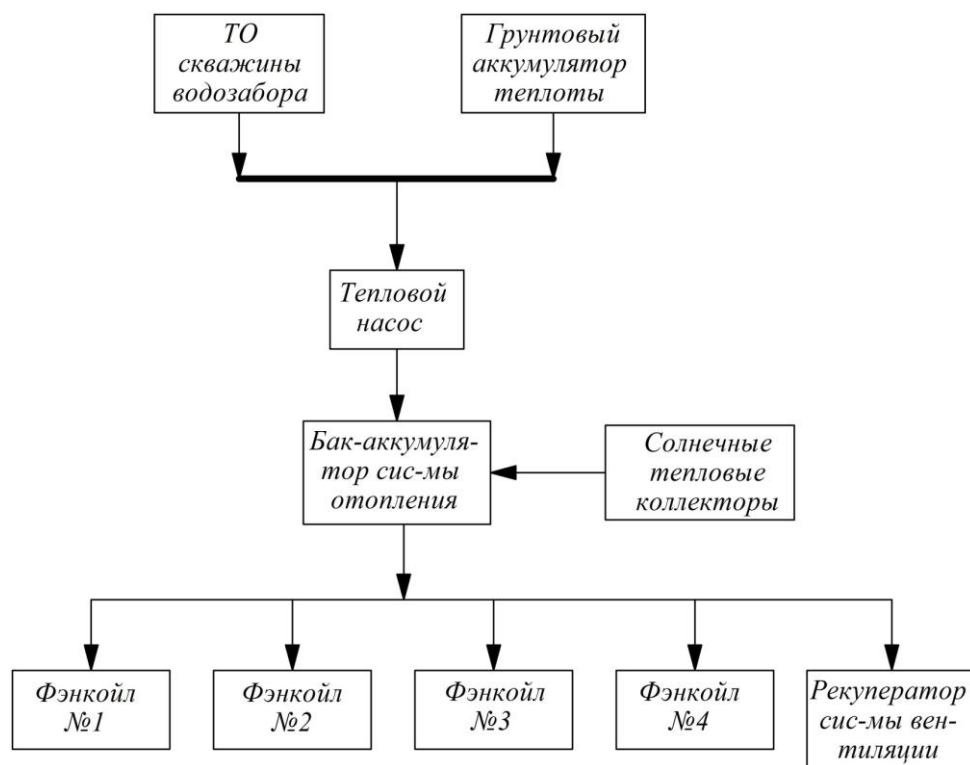 ТО
скважины
водозабора
Грунтовый
аккумулятор
теплоты
Тепловой
насос
Бак-аккумуля-
тор сис-мы
отопления
Солнечные
тепловые
коллекторы
Фэнкойл
№1
Фэнкойл
№2
Фэнкойл
№3
Фэнкойл
№4
Рекуператор
сис-мы вен-
тиляции